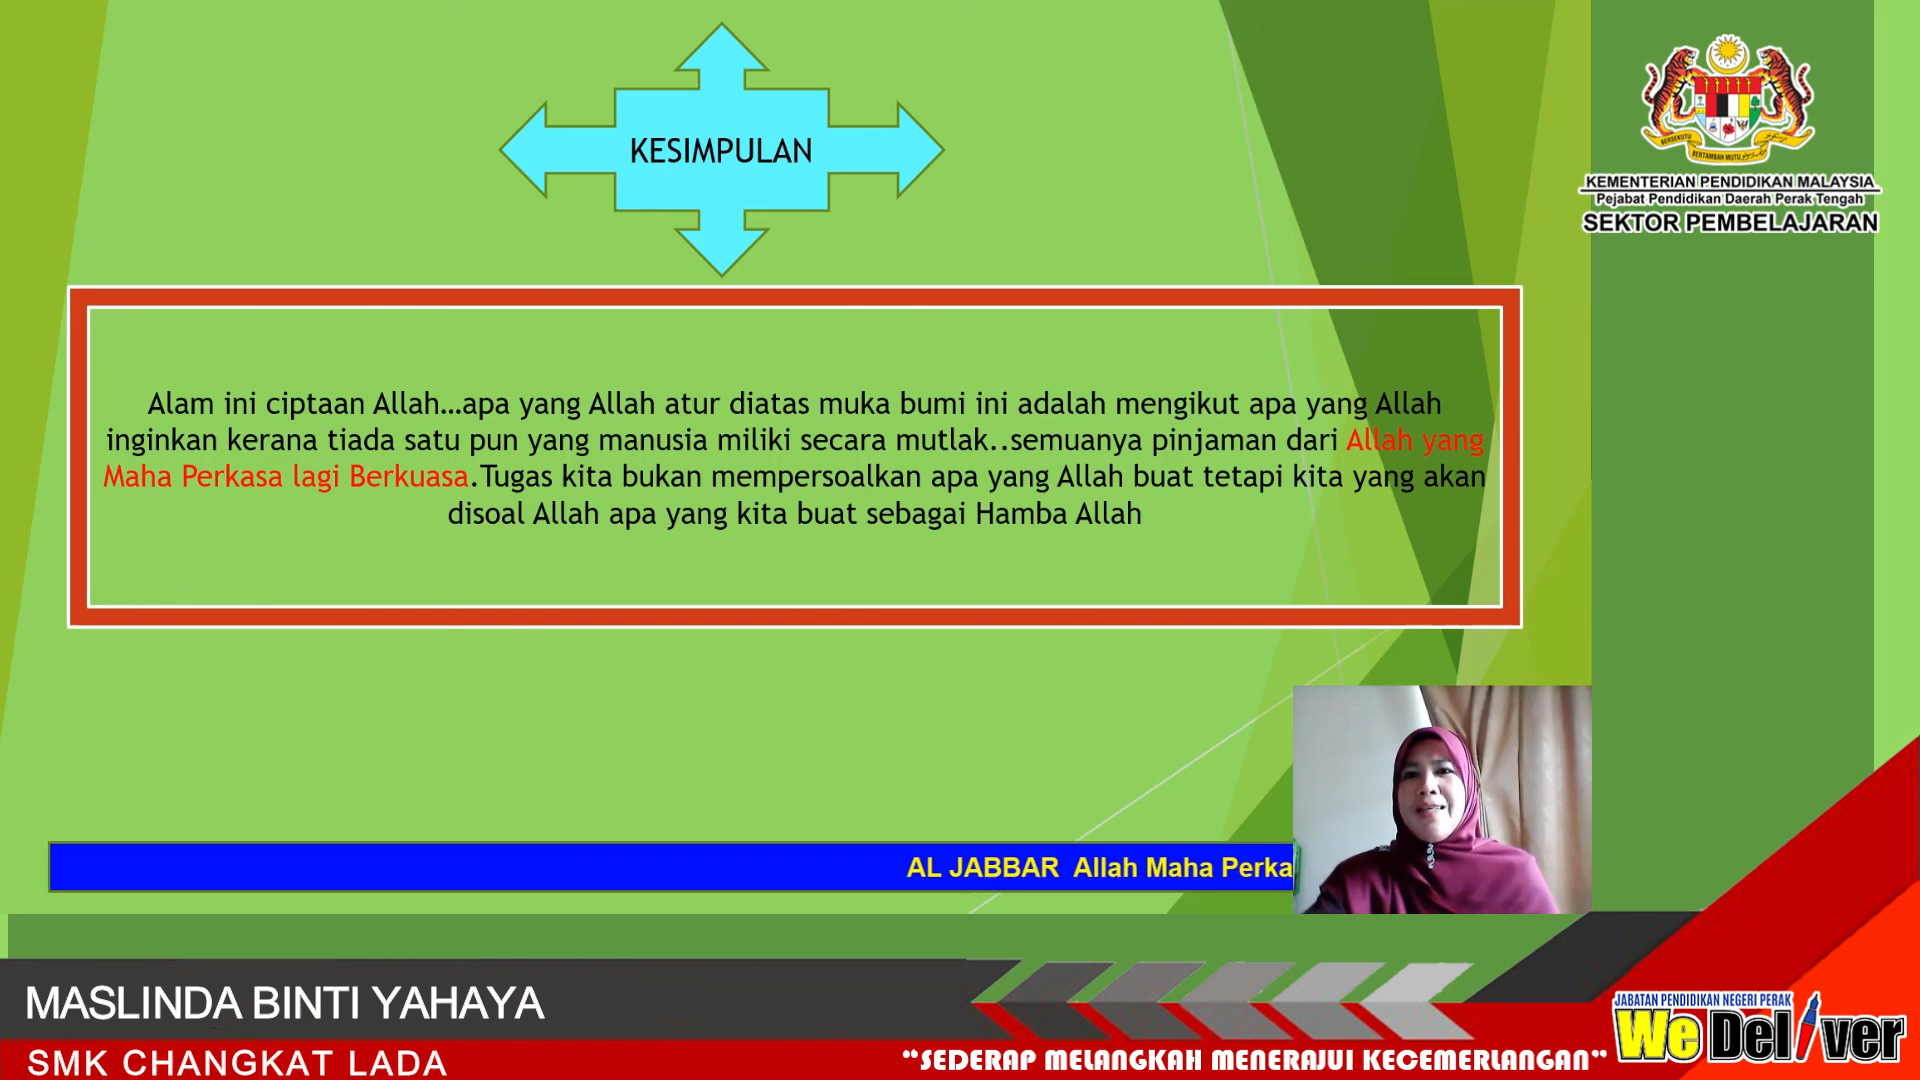 KESIMPULAN
BERSEKUTU BERTAMBAH MUTU
KEMENTERIAN PENDIDIKAN MALAYSIA
Pejabat Pendidikan Daerah Perak Tengah
SEKTOR PEMBELAJARAN
Alam ini ciptaan Allah…apa yang Allah atur diatas muka bumi ini adalah mengikut apa yang Allah
inginkan kerana tiada satu pun yang manusia miliki secara mutlak..semuanya pinjaman dari Allah yang
Maha Perkasa lagi Berkuasa.Tugas kita bukan mempersoalkan apa yang Allah buat tetapi kita yang akan
disoal Allah apa yang kita buat sebagai Hamba Allah
AL JABBAR Allah Maha Perka
MASLINDA BINTI YAHAYA
SMK CHANGKAT LADA
“SEDERAP MELANGKAH MENERAJUI KECEMERLANGAN”
JABATAN PENDIDIKAN NEGERI PERAK
We Deliver